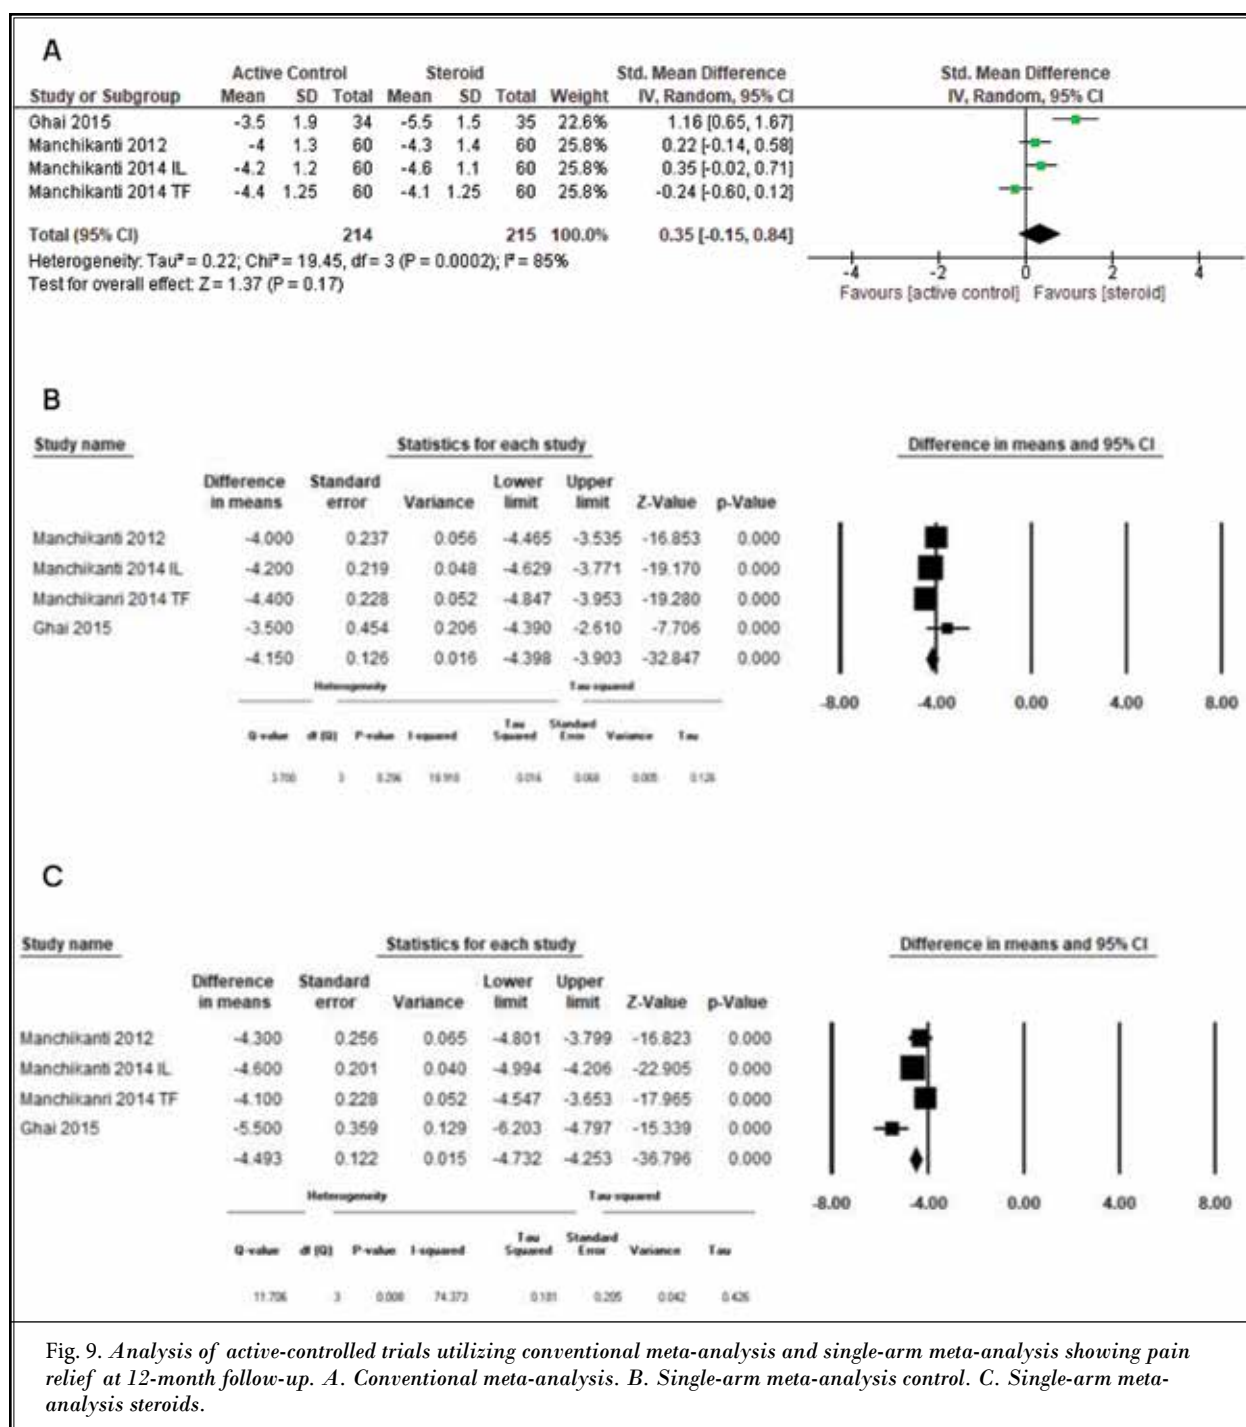 A
Active Control Steroid Std. Mean Difference Std. Mean Difference
Study or Subgroup Mean SD Total Mean SD Total Weight IV, Random, 95% CI IV, Random, 95% CI
Ghai 2015 -3.5 1.9 34 -5.5 1.5 35 22.6% 1.16 [0.65, 1.67]
Manchikanti 2012 -4 1.3 60 -4.3 1.4 60 25.8% 0.22 [-0.14, 0.58]
Manchikanti 2014 IL -4.2 1.2 60 -4.6 1.1 60 25.8% 0.35 [-0.02, 0.71]
Manchikanti 2014 TF -4.4 1.25 60 -4.1 1.25 60 25.8% -0.24 [-0.60, 0.12]
Total (95% CI) 214 215 100.0% 0.35 [-0.15, 0.84]
Heterogeneity: Tau² = 0.22; Chi² = 19.45, df = 3 (P = 0.0002); I² = 85%
Test for overall effect: Z = 1.37 (P = 0.17)
-4 -2 0 2 4
Favours [active control] Favours [steroid]
B
Study name Statistics for each study Difference in means and 95% CI
Difference in means Standard error Variance Lower limit Upper limit Z-Value p-Value
Manchikanti 2012 -4.000 0.237 0.056 -4.465 -3.535 -16.853 0.000
Manchikanti 2014 IL -4.200 0.219 0.048 -4.629 -3.771 -19.170 0.000
Manchikanri 2014 TF -4.400 0.228 0.052 -4.847 -3.953 -19.280 0.000
Ghai 2015 -3.500 0.454 0.206 -4.390 -2.610 -7.706 0.000
-4.150 0.126 0.016 -4.398 -3.903 -32.847 0.000
-8.00 -4.00 0.00 4.00 8.00
Heterogeneity Tau-squared
Q-value df (Q) P-value I-squared Tau Squared Standard Error Variance Tau
3 0.296 0.016 0.068 0.005 0.126
C
Study name Statistics for each study Difference in means and 95% CI
Difference in means Standard error Variance Lower limit Upper limit Z-Value p-Value
Manchikanti 2012 -4.300 0.256 0.065 -4.801 -3.799 -16.823 0.000
Manchikanti 2014 IL -4.600 0.201 0.040 -4.994 -4.206 -22.905 0.000
Manchikanri 2014 TF -4.100 0.228 0.052 -4.547 -3.653 -17.965 0.000
Ghai 2015 -5.500 0.359 0.129 -6.203 -4.797 -15.339 0.000
-4.493 0.122 0.015 -4.732 -4.253 -36.796 0.000
-8.00 -4.00 0.00 4.00 8.00
Heterogeneity Tau-squared
Q-value df (Q) P-value I-squared Tau Squared Standard Error Variance Tau
11.706 3 0.008 74.373 0.181 0.205 0.042 0.426
Fig. 9. Analysis of active-controlled trials utilizing conventional meta-analysis and single-arm meta-analysis showing pain
relief at 12-month follow-up. A. Conventional meta-analysis. B. Single-arm meta-analysis control. C. Single-arm meta-
analysis steroids.